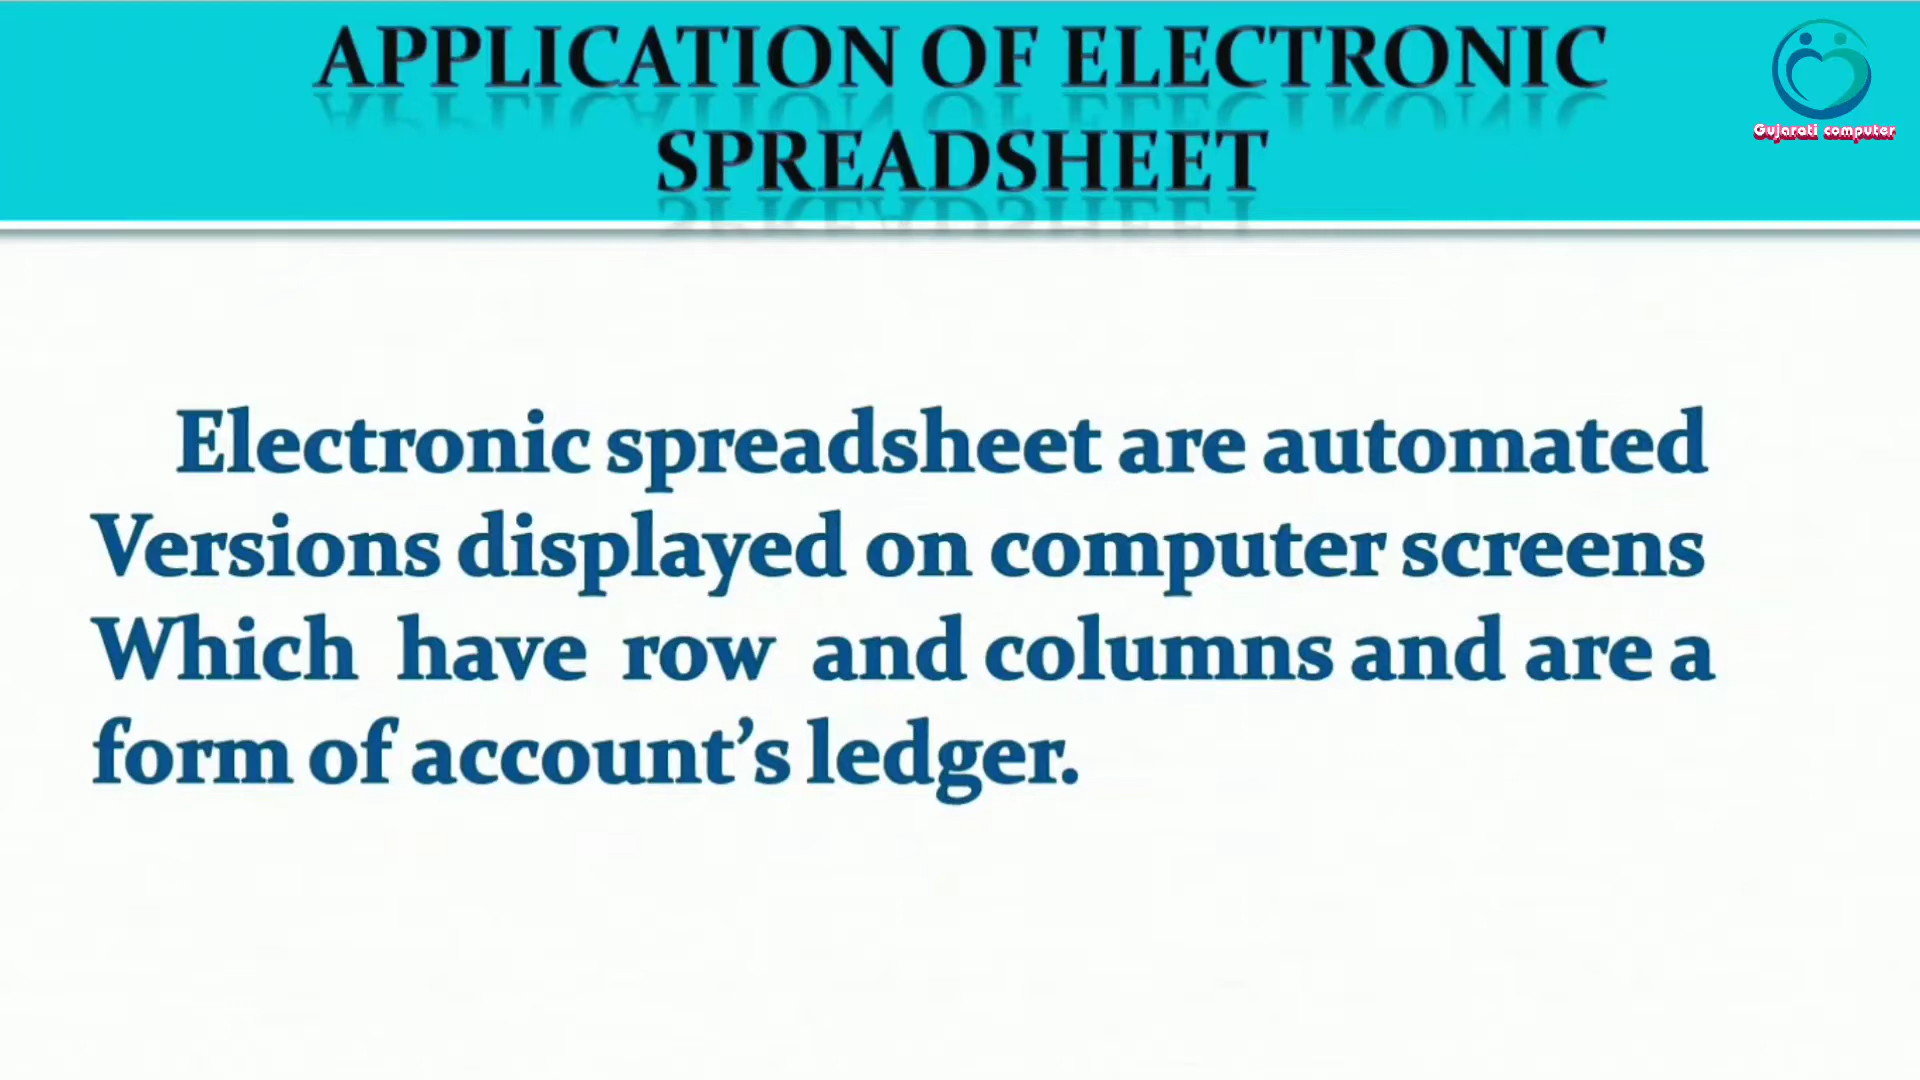 APPLICATION OF ELECTRONIC
SPREADSHEET
Gujarati computer
Electronic spreadsheet are automated
Versions displayed on computer screens
Which have row and columns and are a
form of account’s ledger.